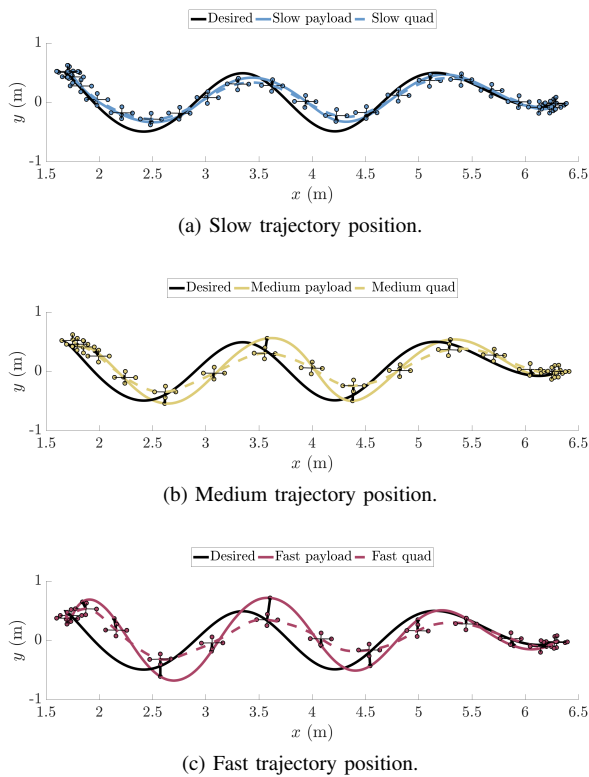 Desired Slow payload Slow quad
1
0
-1
y (m)
1.5 2 2.5 3 3.5 4 4.5 5 5.5 6 6.5
x (m)
(a) Slow trajectory position.
Desired Medium payload Medium quad
1
0
-1
y (m)
1.5 2 2.5 3 3.5 4 4.5 5 5.5 6 6.5
x (m)
(b) Medium trajectory position.
Desired Fast payload Fast quad
1
0
-1
y (m)
1.5 2 2.5 3 3.5 4 4.5 5 5.5 6 6.5
x (m)
(c) Fast trajectory position.